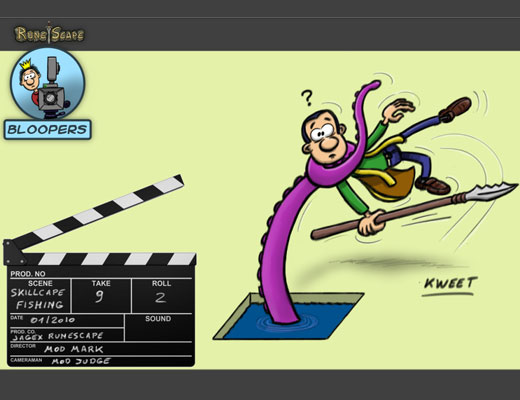 RUNESCAPE
BLOOPERS
?
PROD. NO
SCENE TAKE ROLL
SKILLCAPE FISHING 9 2
DATE 01/2010 SOUND
PROD. CO. JAGEX RUNESCAPE
DIRECTOR MOD MARK
CAMERAMAN MOD JUDGE
KWEET